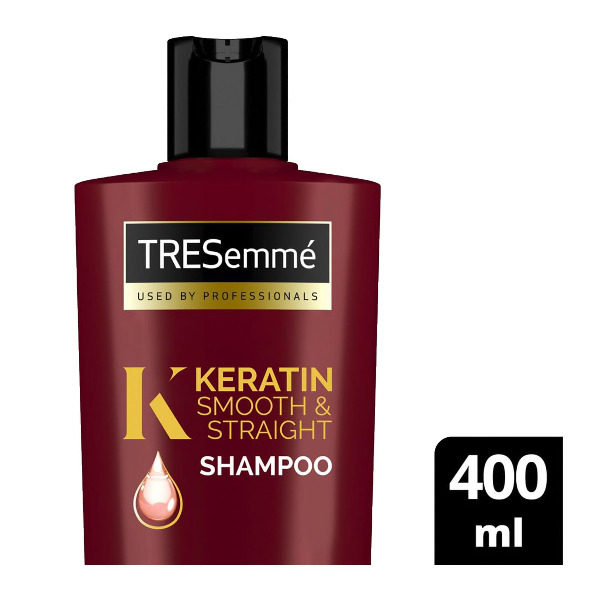 TRESemmé
USED BY PROFESSIONALS
K KERATIN
SMOOTH &
STRAIGHT
SHAMPOO
400
ml